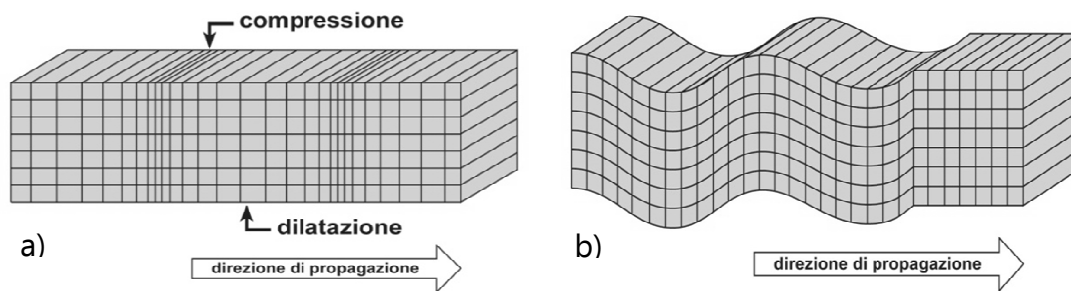 compressione
dilatazione
a)
direzione di propagazione
b)
direzione di propagazione